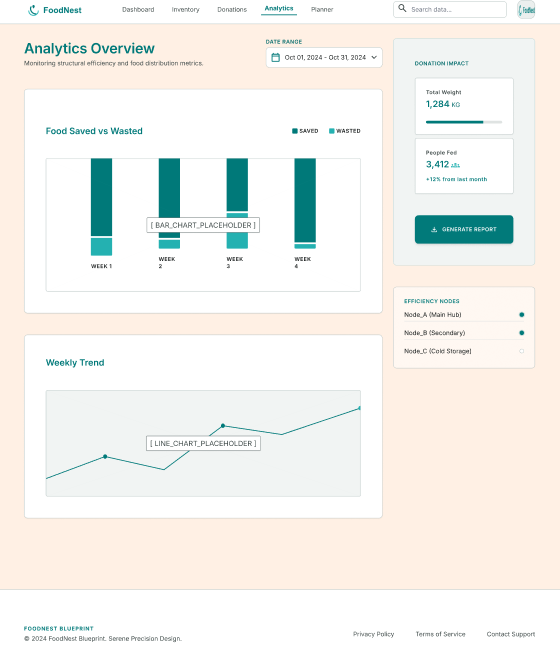 FoodNest
Dashboard
Inventory
Donations
Analytics
Planner
Search data...
Analytics Overview
Monitoring structural efficiency and food distribution metrics.
DATE RANGE
Oct 01, 2024 - Oct 31, 2024
Food Saved vs Wasted
SAVED
WASTED
[ BAR_CHART_PLACEHOLDER ]
WEEK 1
WEEK
2
WEEK
3
WEEK
4
Weekly Trend
[ LINE_CHART_PLACEHOLDER ]
DONATION IMPACT
Total Weight
1,284 KG
People Fed
3,412
+12% from last month
GENERATE REPORT
EFFICIENCY NODES
Node_A (Main Hub)
Node_B (Secondary)
Node_C (Cold Storage)
FOODNEST BLUEPRINT
© 2024 FoodNest Blueprint. Serene Precision Design.
Privacy Policy
Terms of Service
Contact Support